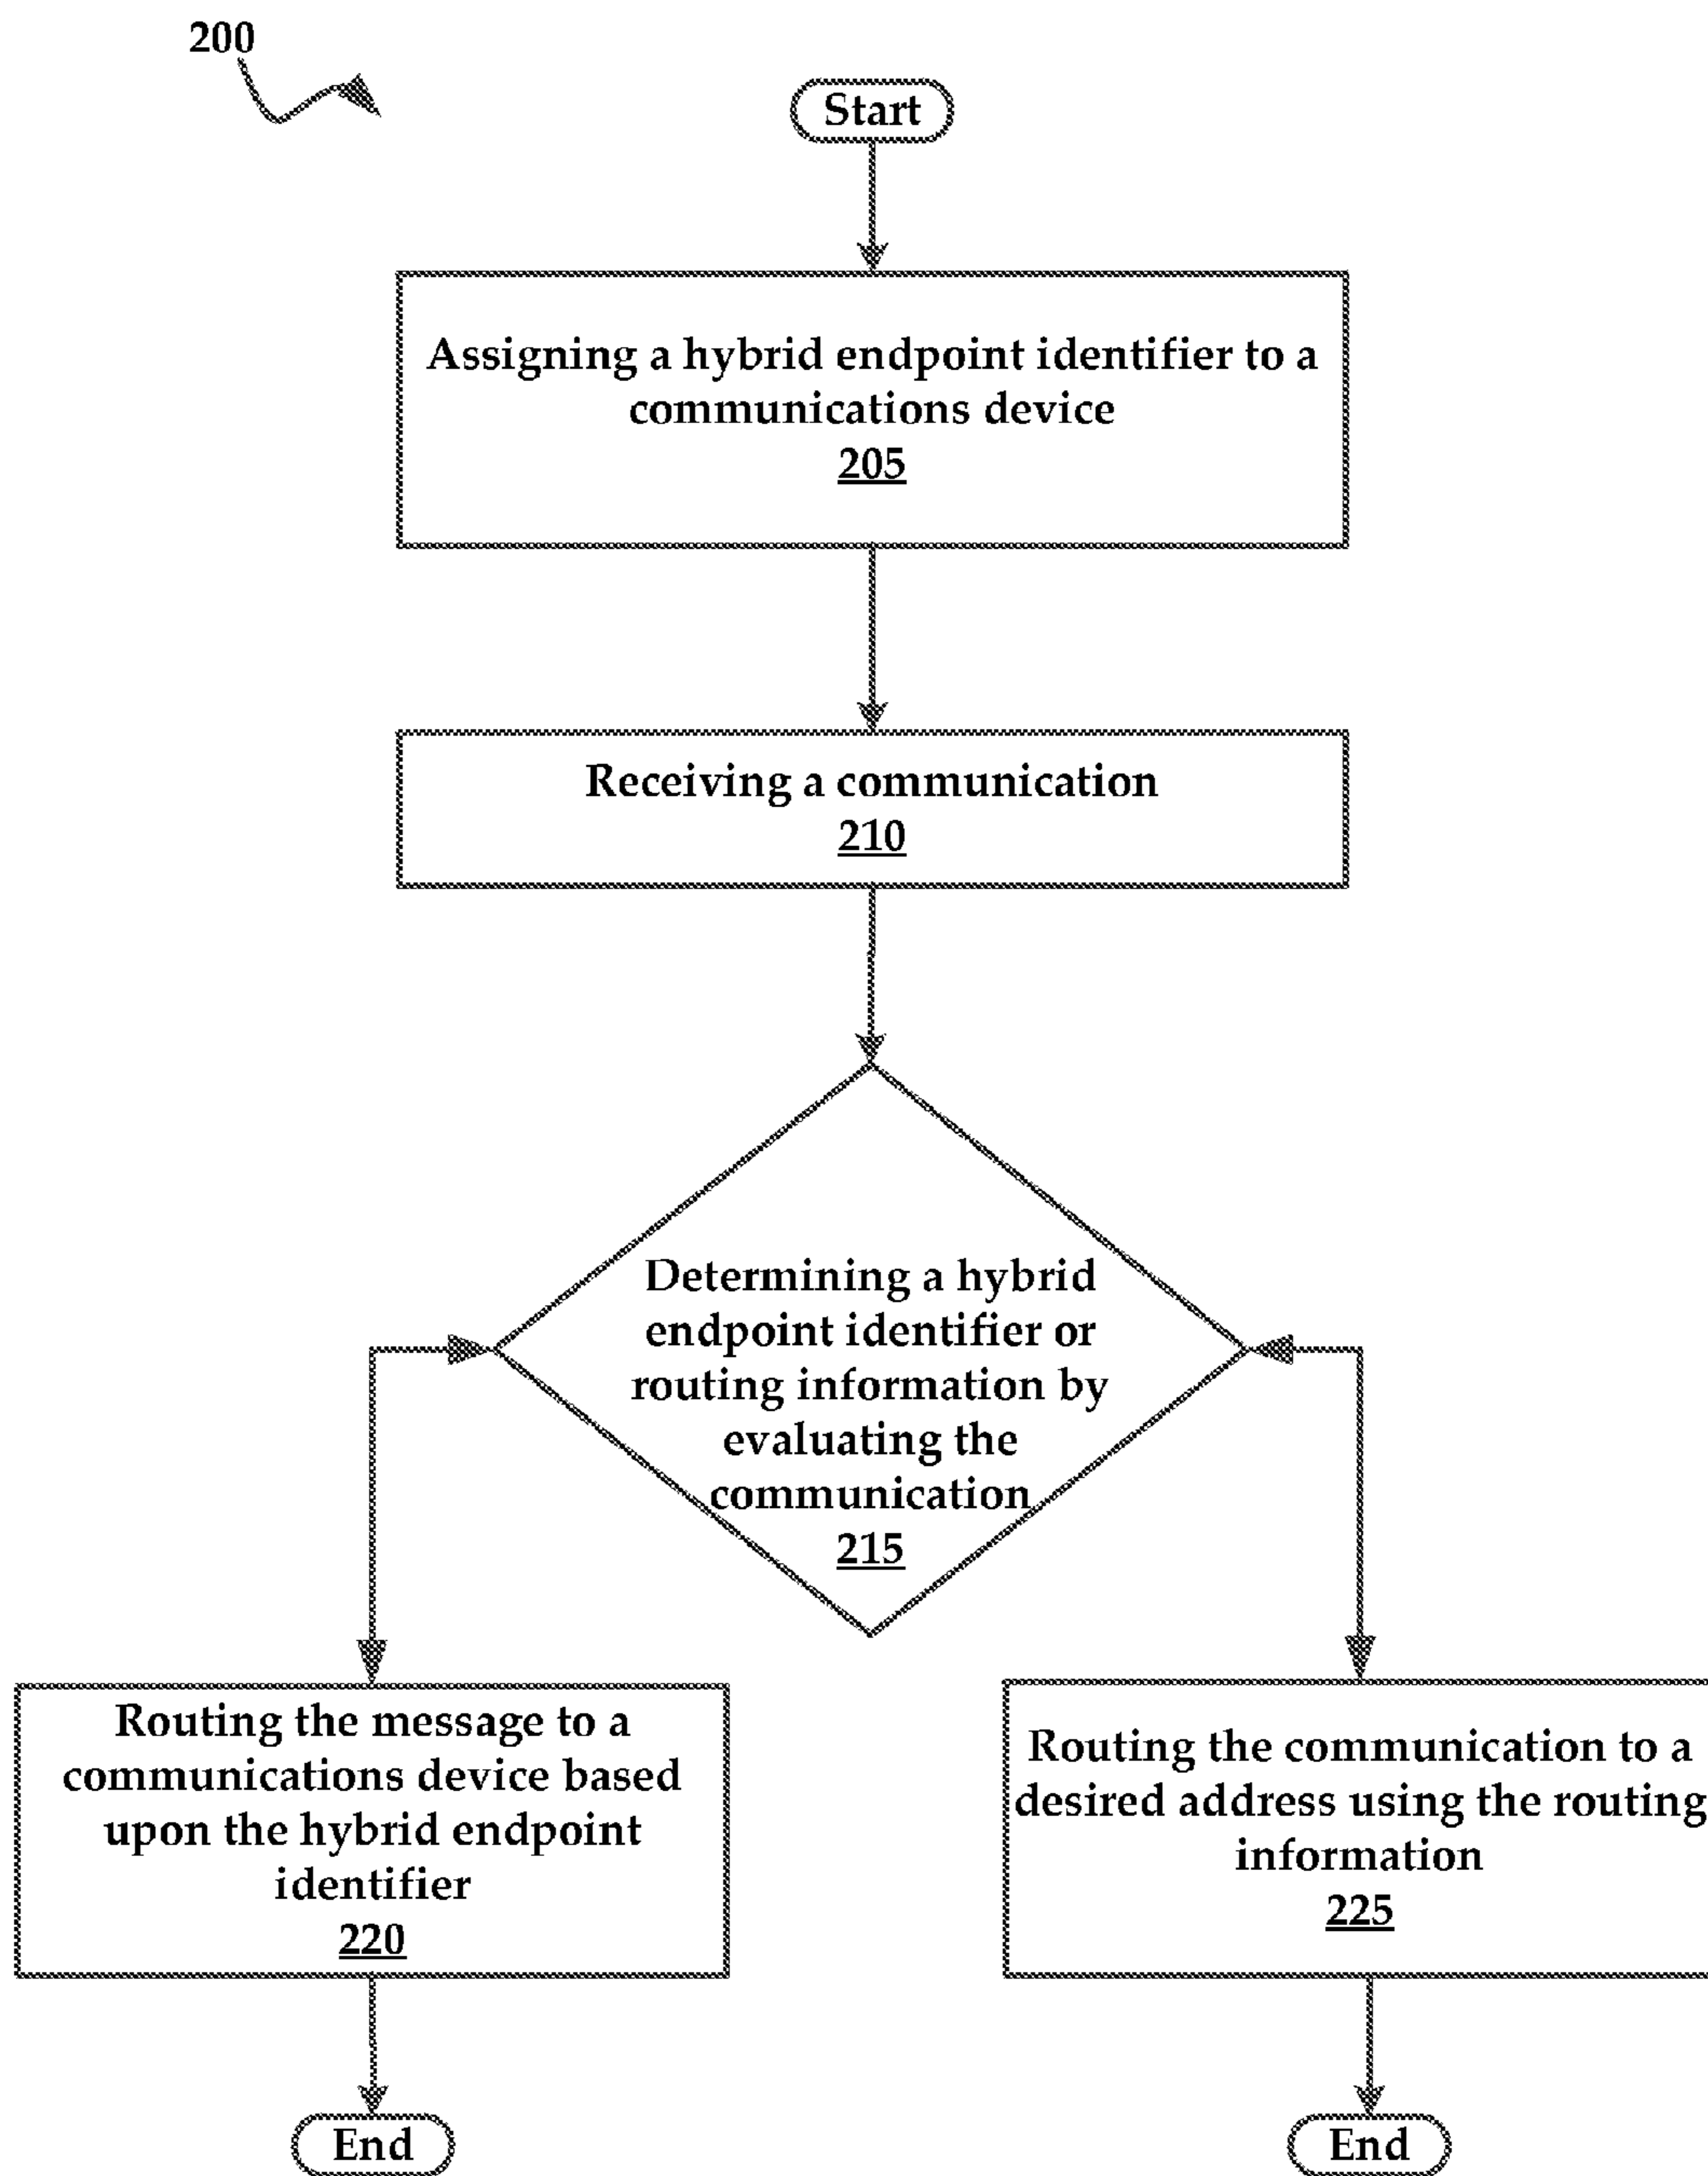 200
Start
Assigning a hybrid endpoint identifier to a
communications device
205
Receiving a communication
210
Determining a hybrid
endpoint identifier or
routing information by
evaluating the
communication
215
Routing the message to a
communications device based
upon the hybrid endpoint
identifier
220
Routing the communication to a
desired address using the routing
information
225
End
End